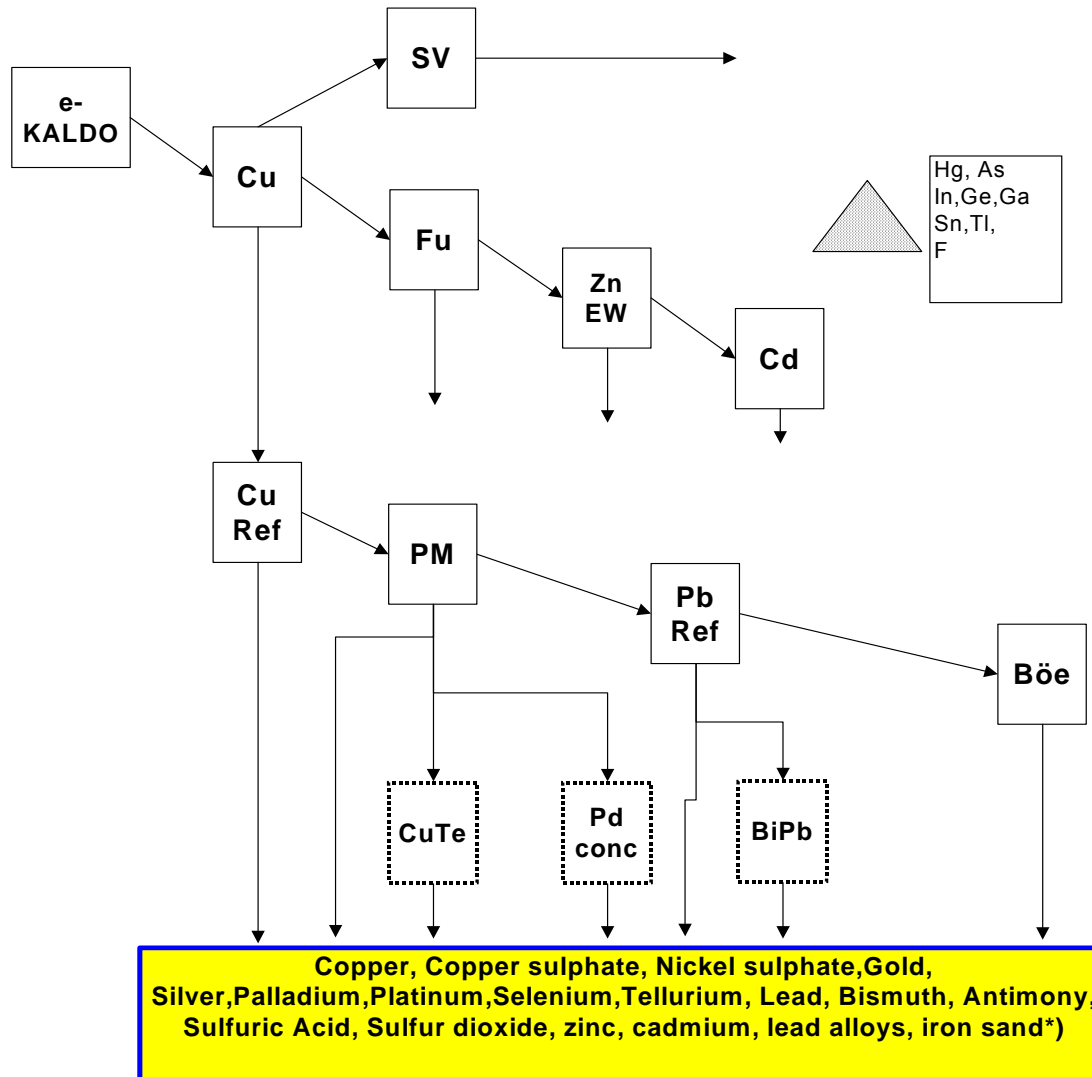 SV
e-
KALDO
Cu
Hg, As
In,Ge,Ga
Sn,Tl,
F
Fu
Zn
EW
Cd
Cu
Ref
PM
Pb
Ref
Böe
CuTe
Pd
conc
BiPb
Copper, Copper sulphate, Nickel sulphate,Gold,
Silver,Palladium,Platinum,Selenium,Tellurium, Lead, Bismuth, Antimony,
Sulfuric Acid, Sulfur dioxide, zinc, cadmium, lead alloys, iron sand*)